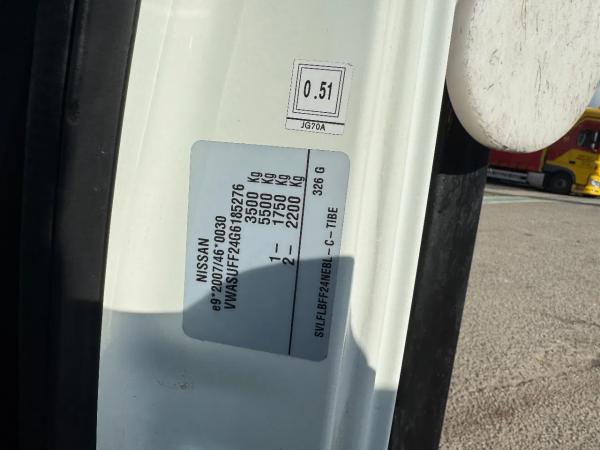 0.51
JG70A
NISSAN
e9*2007/46*0030
VWASUFF24G6185276
3500 Kg
5500 Kg
1- 1750 Kg
2- 2200 Kg
326 G
SVLFLBFF24NEBL-C-TIBE